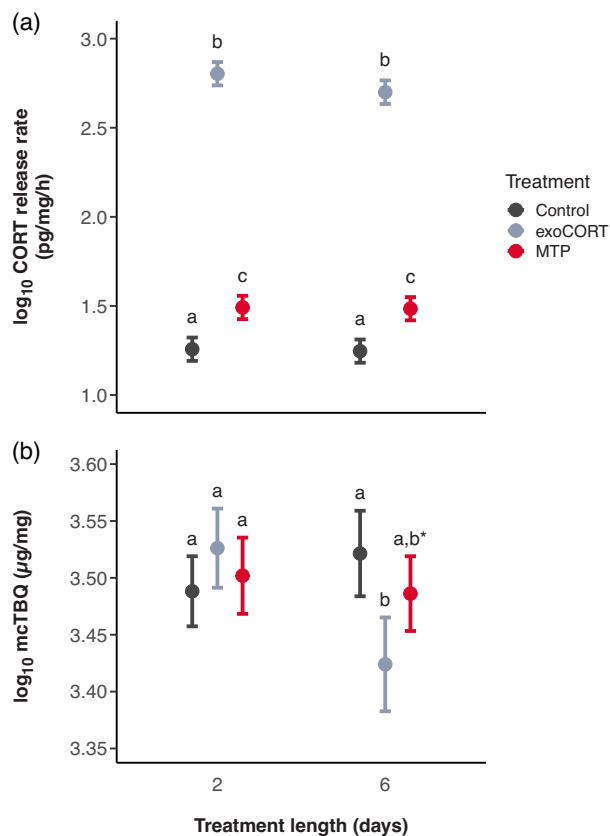 (a)
log₁₀ CORT release rate
(pg/mg/h)
3.0
2.5
2.0
1.5
1.0
b
b
c
c
a
a
Treatment
Control
exoCORT
MTP
(b)
log₁₀ mcTBQ (µg/mg)
3.60
3.55
3.50
3.45
3.40
3.35
a
a
a
a
a,b*
b
2
6
Treatment length (days)